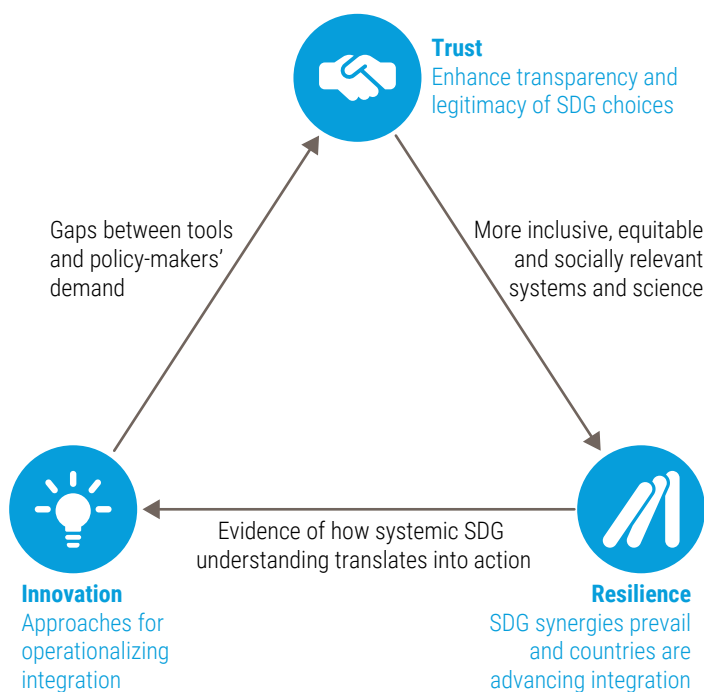 Trust
Enhance transparency and
legitimacy of SDG choices
Gaps between tools
and policy-makers’
demand
More inclusive, equitable
and socially relevant
systems and science
Evidence of how systemic SDG
understanding translates into action
Innovation
Approaches for
operationalizing
integration
Resilience
SDG synergies prevail
and countries are
advancing integration